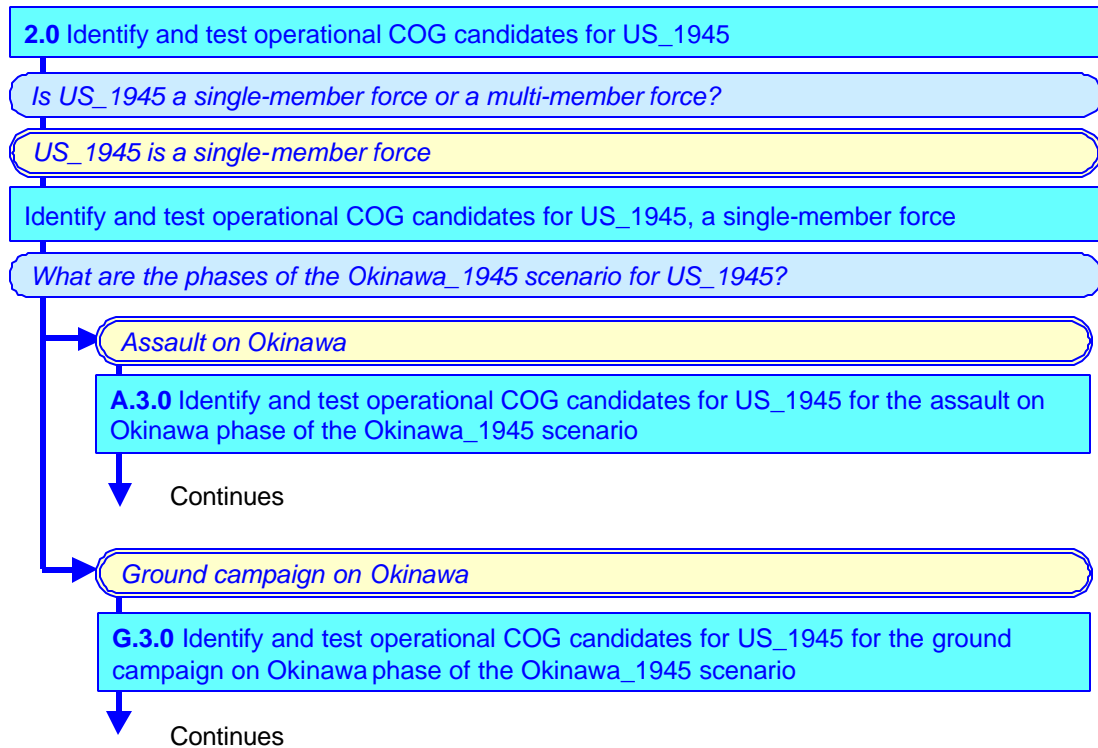 2.0 Identify and test operational COG candidates for US_1945
Is US_1945 a single-member force or a multi-member force?
US_1945 is a single-member force
Identify and test operational COG candidates for US_1945, a single-member force
What are the phases of the Okinawa_1945 scenario for US_1945?
Assault on Okinawa
A.3.0 Identify and test operational COG candidates for US_1945 for the assault on
Okinawa phase of the Okinawa_1945 scenario
Continues
Ground campaign on Okinawa
G.3.0 Identify and test operational COG candidates for US_1945 for the ground
campaign on Okinawa phase of the Okinawa_1945 scenario
Continues